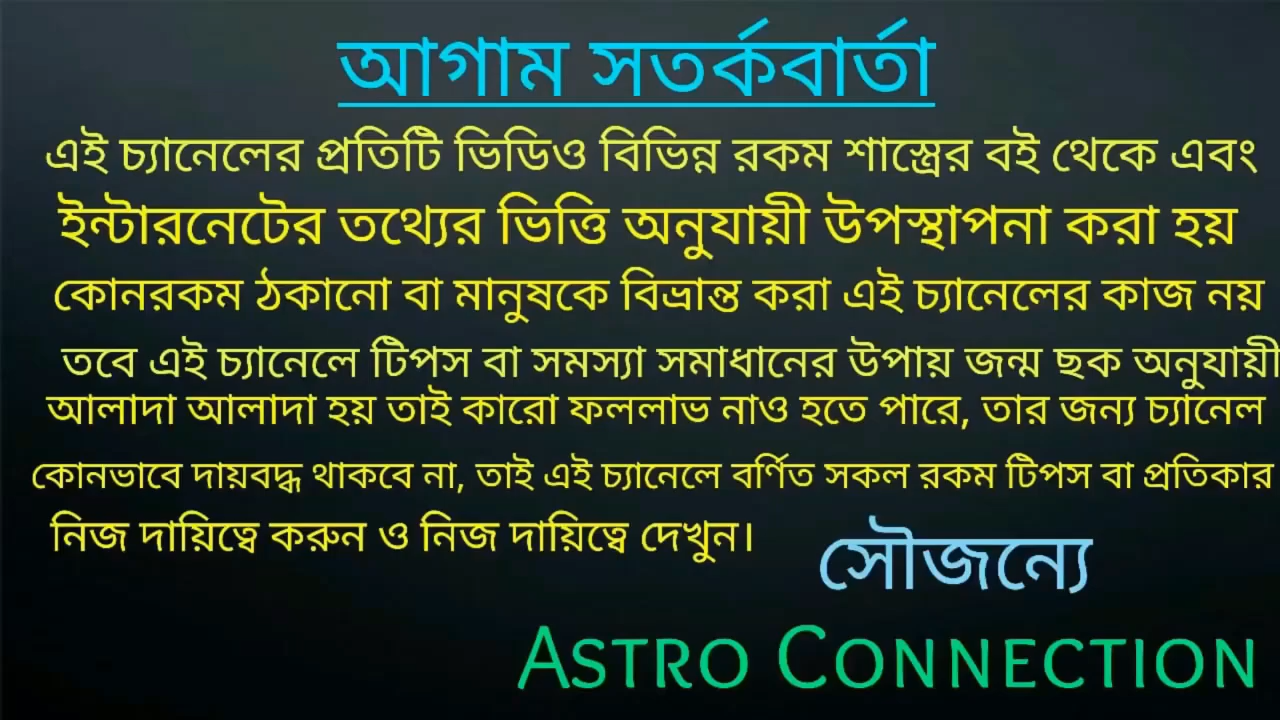 আগাম সতর্কবার্তা
এই চ্যানেলের প্রতিটি ভিডিও বিভিন্ন রকম শাস্ত্রের বই থেকে এবং
ইন্টারনেটের তথ্যের ভিত্তি অনুযায়ী উপস্থাপনা করা হয়
কোনরকম ঠকানো বা মানুষকে বিভ্রান্ত করা এই চ্যানেলের কাজ নয়
তবে এই চ্যানেলে টিপস বা সমস্যা সমাধানের উপায় জন্ম ছক অনুযায়ী
আলাদা আলাদা হয় তাই কারো ফললাভ নাও হতে পারে, তার জন্য চ্যানেল
কোনভাবে দায়বদ্ধ থাকবে না, তাই এই চ্যানেলে বর্ণিত সকল রকম টিপস বা প্রতিকার
নিজ দায়িত্বে করুন ও নিজ দায়িত্বে দেখুন।
সৌজন্যে
ASTRO CONNECTION